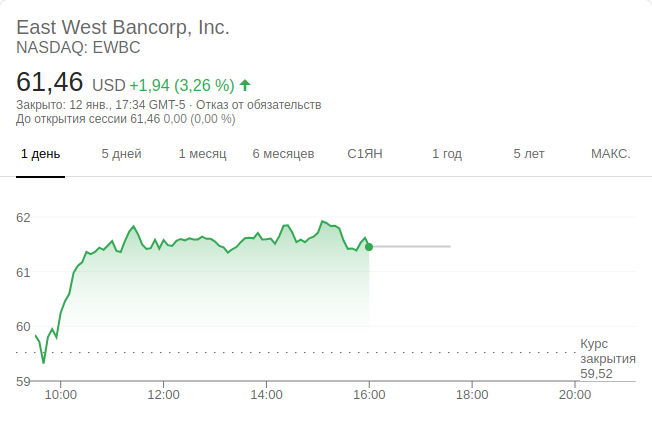 East West Bancorp, Inc.
NASDAQ: EWBC
61,46 USD +1,94 (3,26 %)
Закрыто: 12 янв., 17:34 GMT-5 · Отказ от обязательств
До открытия сессии 61,46 0,00 (0,00 %)
1 день 5 дней 1 месяц 6 месяцев С1ЯН 1 год 5 лет МАКС.
62
61
60
Курс
закрытия
59,52
59
10:00 12:00 14:00 16:00 18:00 20:00